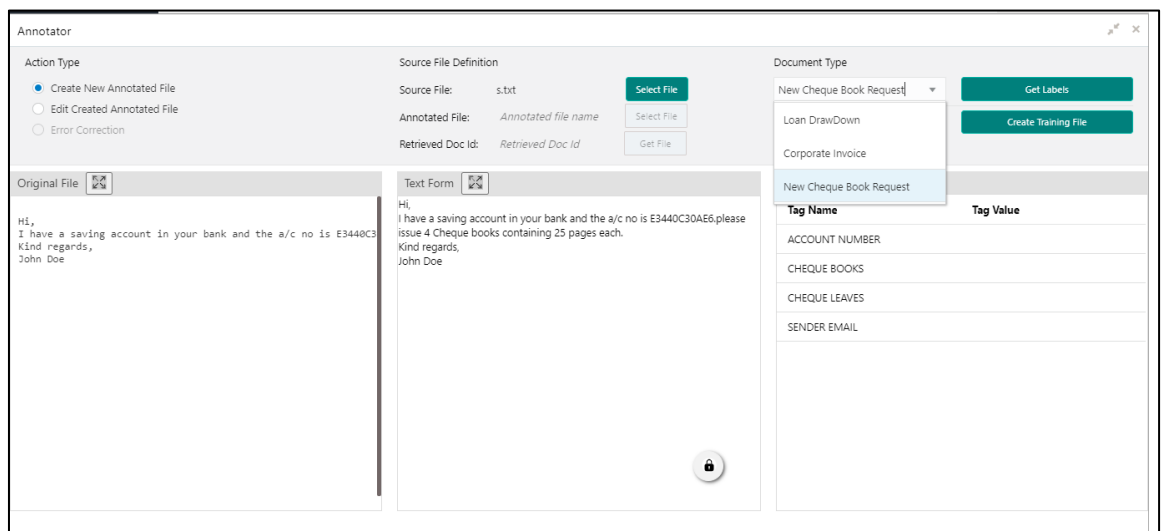 Annotator
Action Type
Create New Annotated File
Edit Created Annotated File
Error Correction
Source File Definition
Source File: s.txt Select File
Annotated File: Annotated file name Select File
Retrieved Doc Id: Retrieved Doc Id Get File
Document Type
New Cheque Book Request Get Labels
Create Training File
Loan DrawDown
Corporate Invoice
New Cheque Book Request
Original File
Hi,
I have a saving account in your bank and the a/c no is E3440C3
Kind regards,
John Doe
Text Form
Hi,
I have a saving account in your bank and the a/c no is E3440C30AE6.please
issue 4 Cheque books containing 25 pages each.
Kind regards,
John Doe
Tag Name Tag Value
ACCOUNT NUMBER
CHEQUE BOOKS
CHEQUE LEAVES
SENDER EMAIL